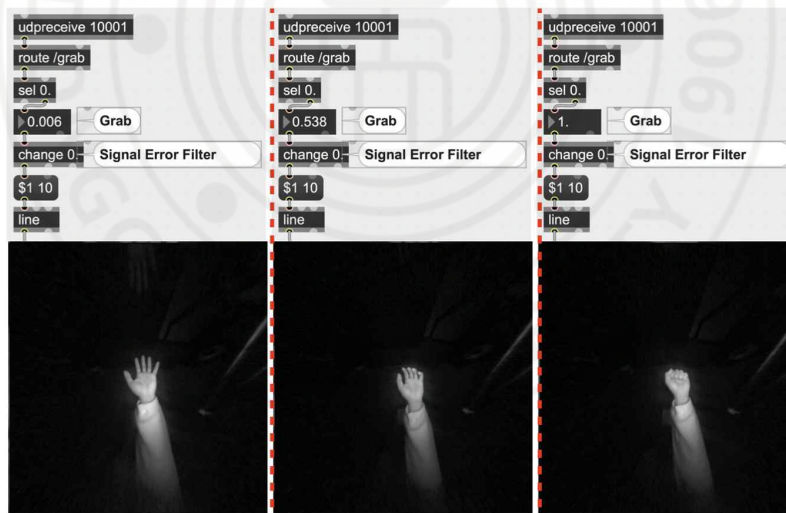 udpreceive 10001
route /grab
sel 0.
0.006 Grab
change 0. Signal Error Filter
$1 10
line
udpreceive 10001
route /grab
sel 0.
0.538 Grab
change 0. Signal Error Filter
$1 10
line
udpreceive 10001
route /grab
sel 0.
1. Grab
change 0. Signal Error Filter
$1 10
line